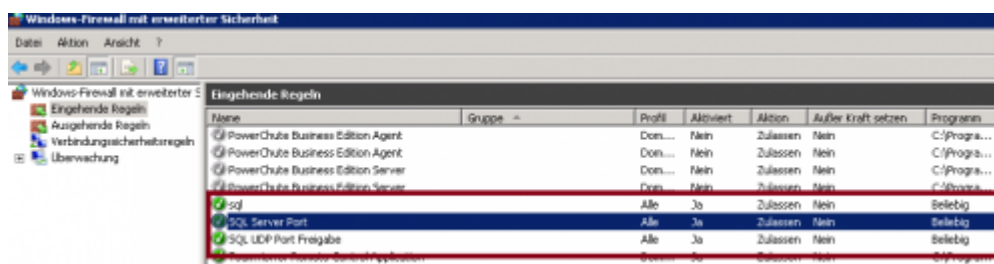 Windows-Firewall mit erweiterter Sicherheit
Datei Aktion Ansicht ?
Windows-Firewall mit erweiterter S
Eingehende Regeln
Ausgehende Regeln
Verbindungssicherheitsregeln
Überwachung
Eingehende Regeln
Name Gruppe Profil Aktiviert Aktion Außer Kraft setzen Programm
PowerChute Business Edition Agent Dom... Nein Zulassen Nein C:\Progra...
PowerChute Business Edition Agent Dom... Nein Zulassen Nein C:\Progra...
PowerChute Business Edition Server Dom... Nein Zulassen Nein C:\Progra...
PowerChute Business Edition Server Dom... Nein Zulassen Nein C:\Progra...
sql Alle Ja Zulassen Nein Beliebig
SQL Server Port Alle Ja Zulassen Nein Beliebig
SQL UDP Port Freigabe Alle Ja Zulassen Nein Beliebig